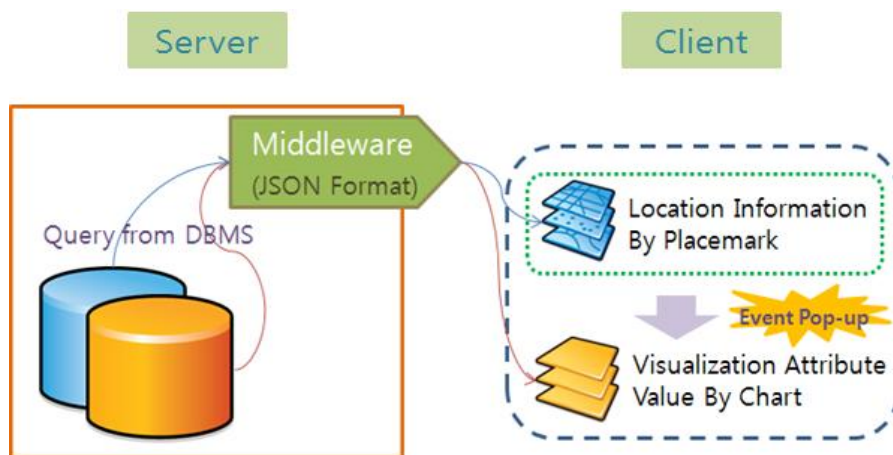 Server
Client
Middleware
(JSON Format)
Query from DBMS
Location Information
By Placemark
Event Pop-up
Visualization Attribute
Value By Chart